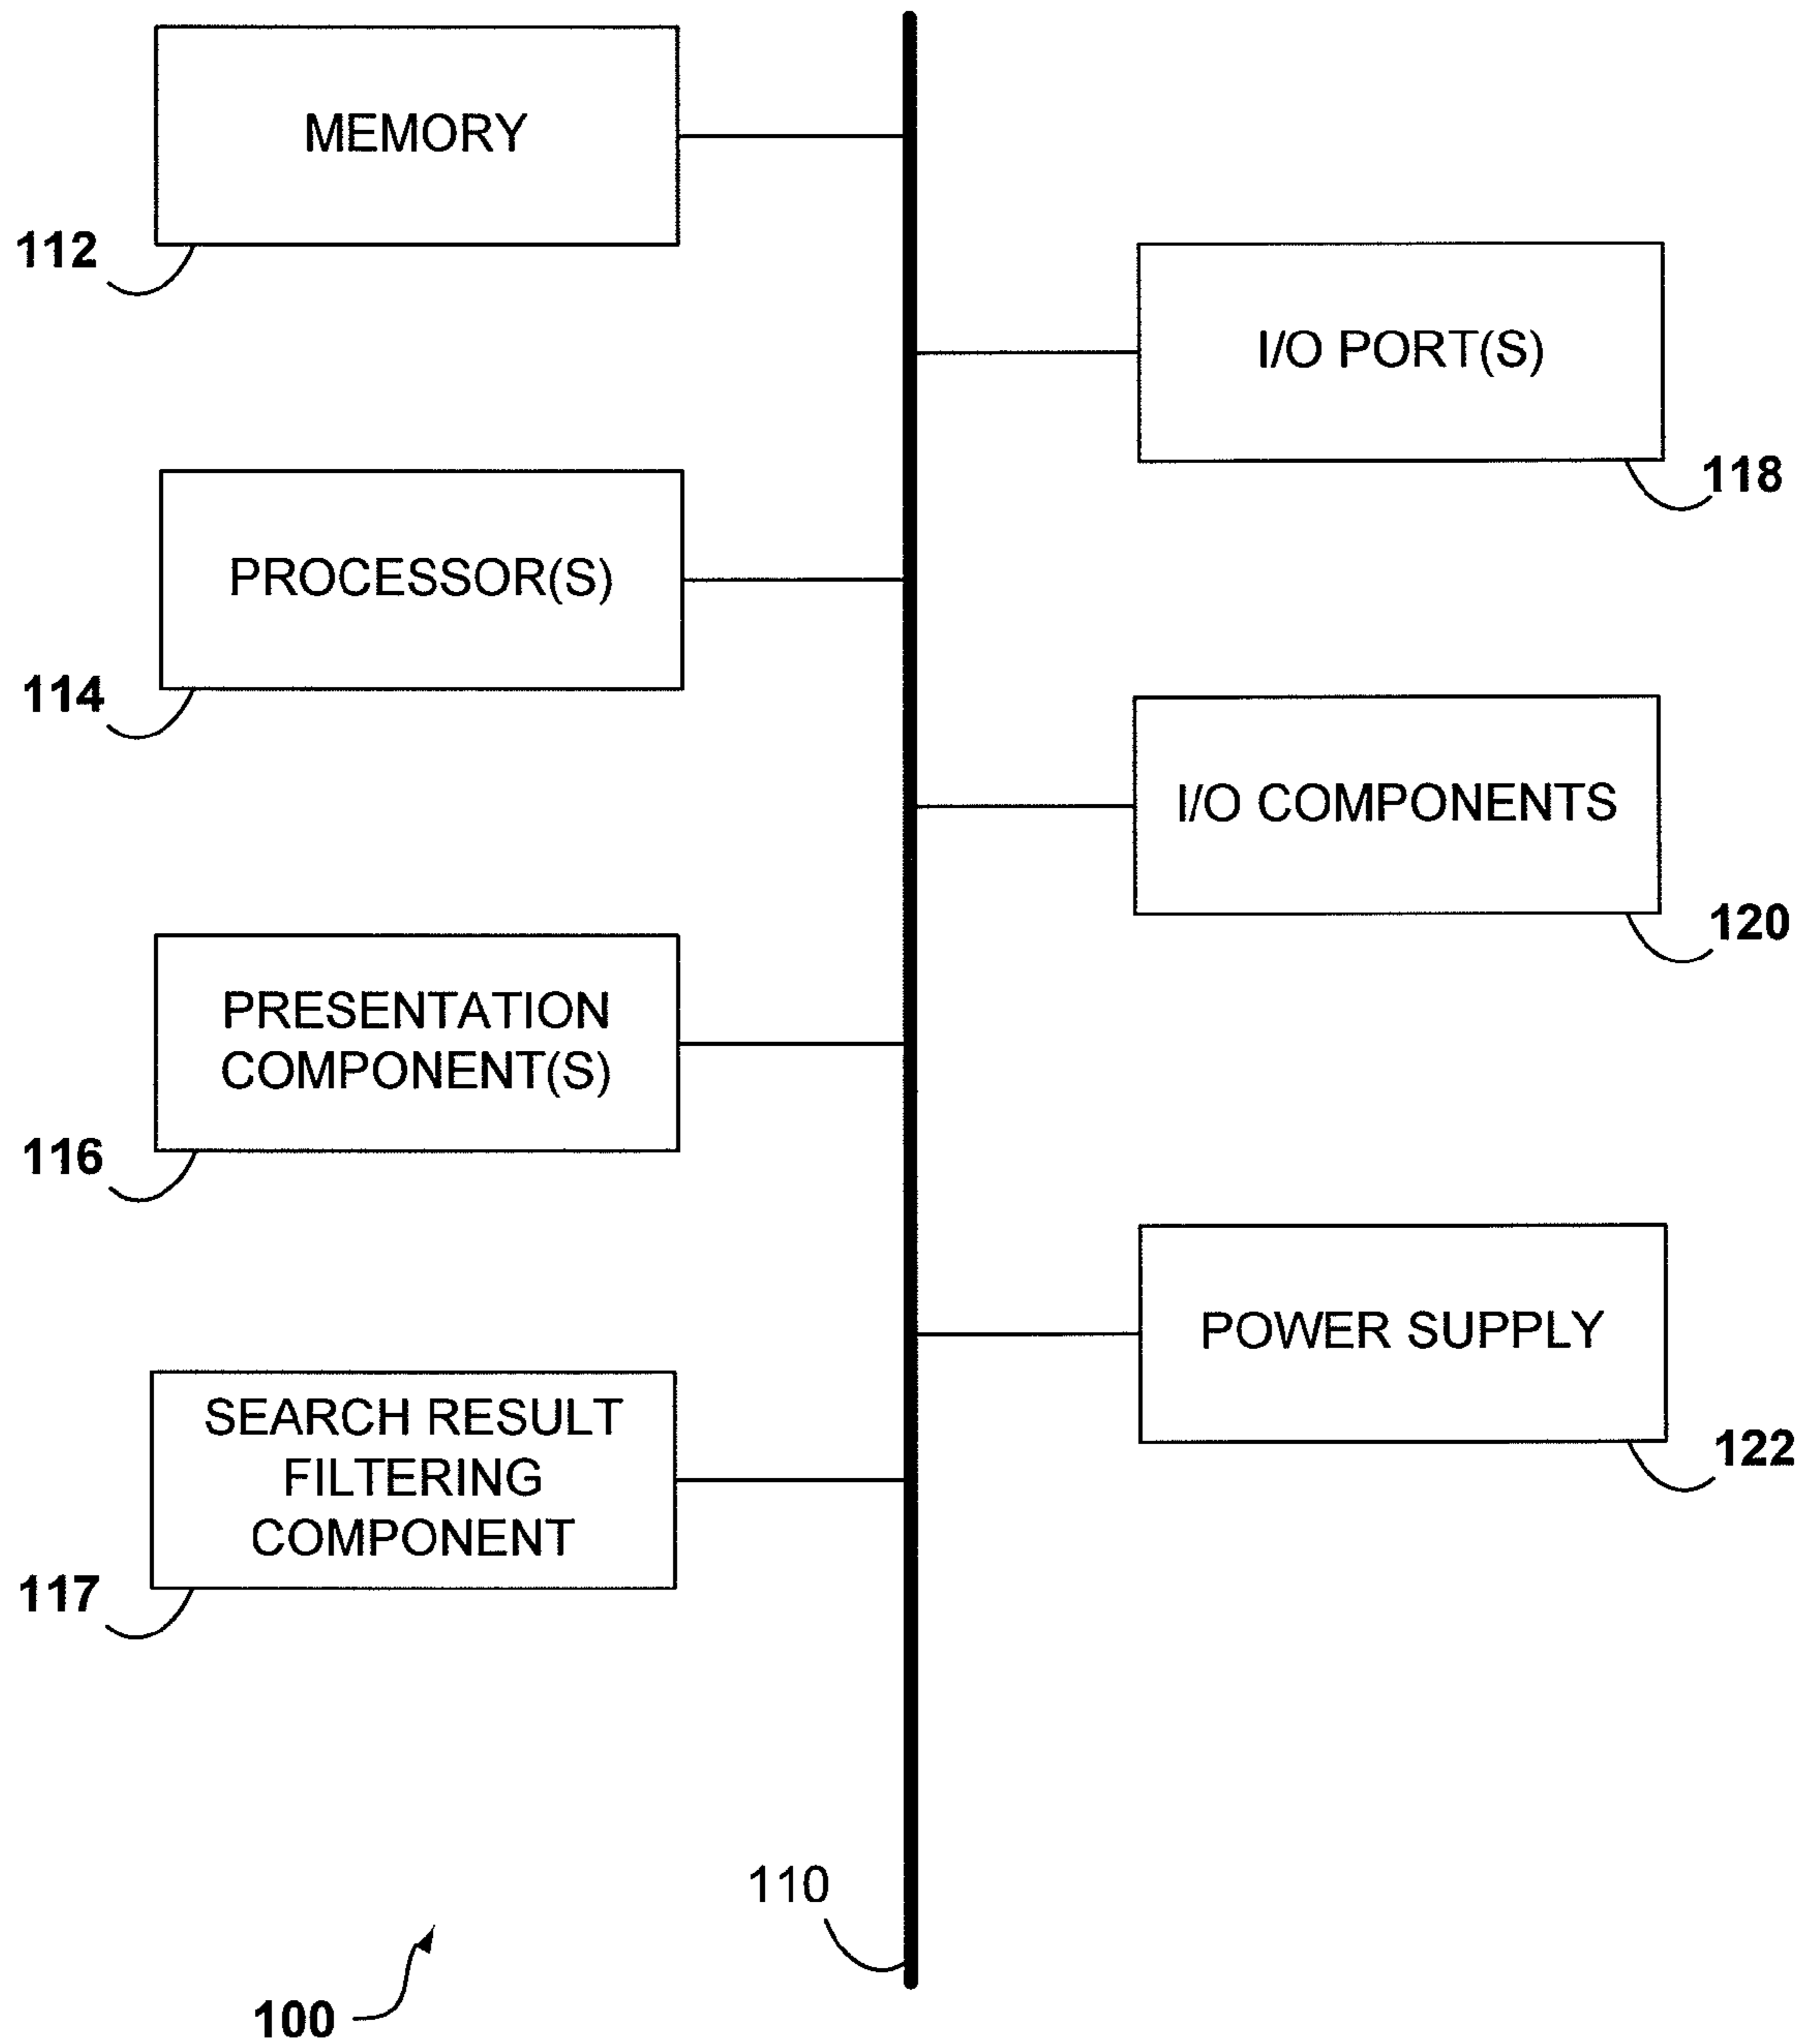 MEMORY
112
I/O PORT(S)
118
PROCESSOR(S)
114
I/O COMPONENTS
120
PRESENTATION
COMPONENT(S)
116
POWER SUPPLY
122
SEARCH RESULT
FILTERING
COMPONENT
117
110
100